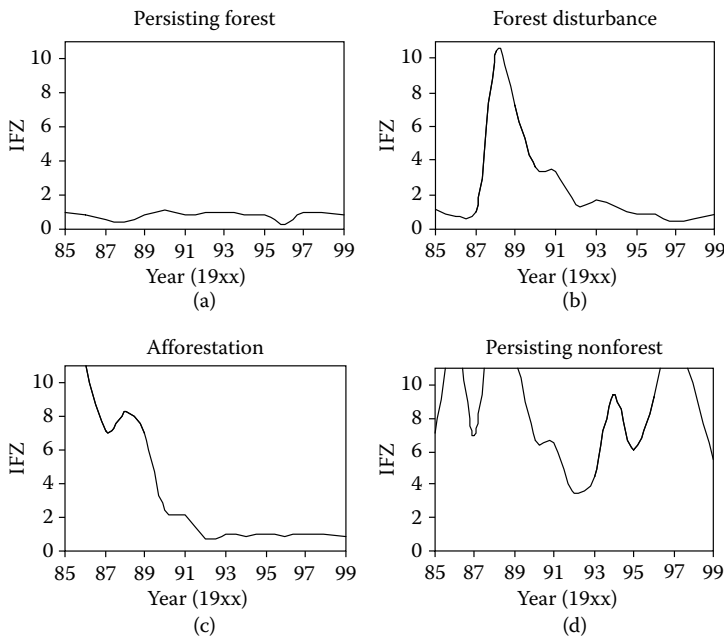 Persisting forest
IFZ
10
8
6
4
2
0
85 87 89 91 93 95 97 99
Year (19xx)
(a)
Forest disturbance
IFZ
10
8
6
4
2
0
85 87 89 91 93 95 97 99
Year (19xx)
(b)
Afforestation
IFZ
10
8
6
4
2
0
85 87 89 91 93 95 97 99
Year (19xx)
(c)
Persisting nonforest
IFZ
10
8
6
4
2
0
85 87 89 91 93 95 97 99
Year (19xx)
(d)